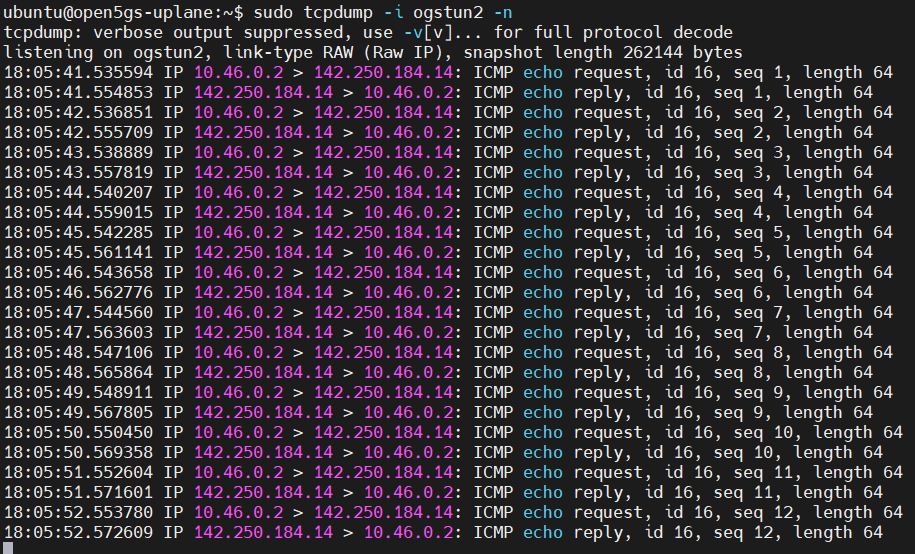 ubuntu@open5gs-uplane:~$ sudo tcpdump -i ogstun2 -n
tcpdump: verbose output suppressed, use -v[v]... for full protocol decode
listening on ogstun2, link-type RAW (Raw IP), snapshot length 262144 bytes
18:05:41.535594 IP 10.46.0.2 > 142.250.184.14: ICMP echo request, id 16, seq 1, length 64
18:05:41.554853 IP 142.250.184.14 > 10.46.0.2: ICMP echo reply, id 16, seq 1, length 64
18:05:42.536851 IP 10.46.0.2 > 142.250.184.14: ICMP echo request, id 16, seq 2, length 64
18:05:42.555709 IP 142.250.184.14 > 10.46.0.2: ICMP echo reply, id 16, seq 2, length 64
18:05:43.538889 IP 10.46.0.2 > 142.250.184.14: ICMP echo request, id 16, seq 3, length 64
18:05:43.557819 IP 142.250.184.14 > 10.46.0.2: ICMP echo reply, id 16, seq 3, length 64
18:05:44.540207 IP 10.46.0.2 > 142.250.184.14: ICMP echo request, id 16, seq 4, length 64
18:05:44.559015 IP 142.250.184.14 > 10.46.0.2: ICMP echo reply, id 16, seq 4, length 64
18:05:45.542285 IP 10.46.0.2 > 142.250.184.14: ICMP echo request, id 16, seq 5, length 64
18:05:45.561141 IP 142.250.184.14 > 10.46.0.2: ICMP echo reply, id 16, seq 5, length 64
18:05:46.543658 IP 10.46.0.2 > 142.250.184.14: ICMP echo request, id 16, seq 6, length 64
18:05:46.562776 IP 142.250.184.14 > 10.46.0.2: ICMP echo reply, id 16, seq 6, length 64
18:05:47.544560 IP 10.46.0.2 > 142.250.184.14: ICMP echo request, id 16, seq 7, length 64
18:05:47.563603 IP 142.250.184.14 > 10.46.0.2: ICMP echo reply, id 16, seq 7, length 64
18:05:48.547106 IP 10.46.0.2 > 142.250.184.14: ICMP echo request, id 16, seq 8, length 64
18:05:48.565864 IP 142.250.184.14 > 10.46.0.2: ICMP echo reply, id 16, seq 8, length 64
18:05:49.548911 IP 10.46.0.2 > 142.250.184.14: ICMP echo request, id 16, seq 9, length 64
18:05:49.567805 IP 142.250.184.14 > 10.46.0.2: ICMP echo reply, id 16, seq 9, length 64
18:05:50.550450 IP 10.46.0.2 > 142.250.184.14: ICMP echo request, id 16, seq 10, length 64
18:05:50.569358 IP 142.250.184.14 > 10.46.0.2: ICMP echo reply, id 16, seq 10, length 64
18:05:51.552604 IP 10.46.0.2 > 142.250.184.14: ICMP echo request, id 16, seq 11, length 64
18:05:51.571601 IP 142.250.184.14 > 10.46.0.2: ICMP echo reply, id 16, seq 11, length 64
18:05:52.553780 IP 10.46.0.2 > 142.250.184.14: ICMP echo request, id 16, seq 12, length 64
18:05:52.572609 IP 142.250.184.14 > 10.46.0.2: ICMP echo reply, id 16, seq 12, length 64